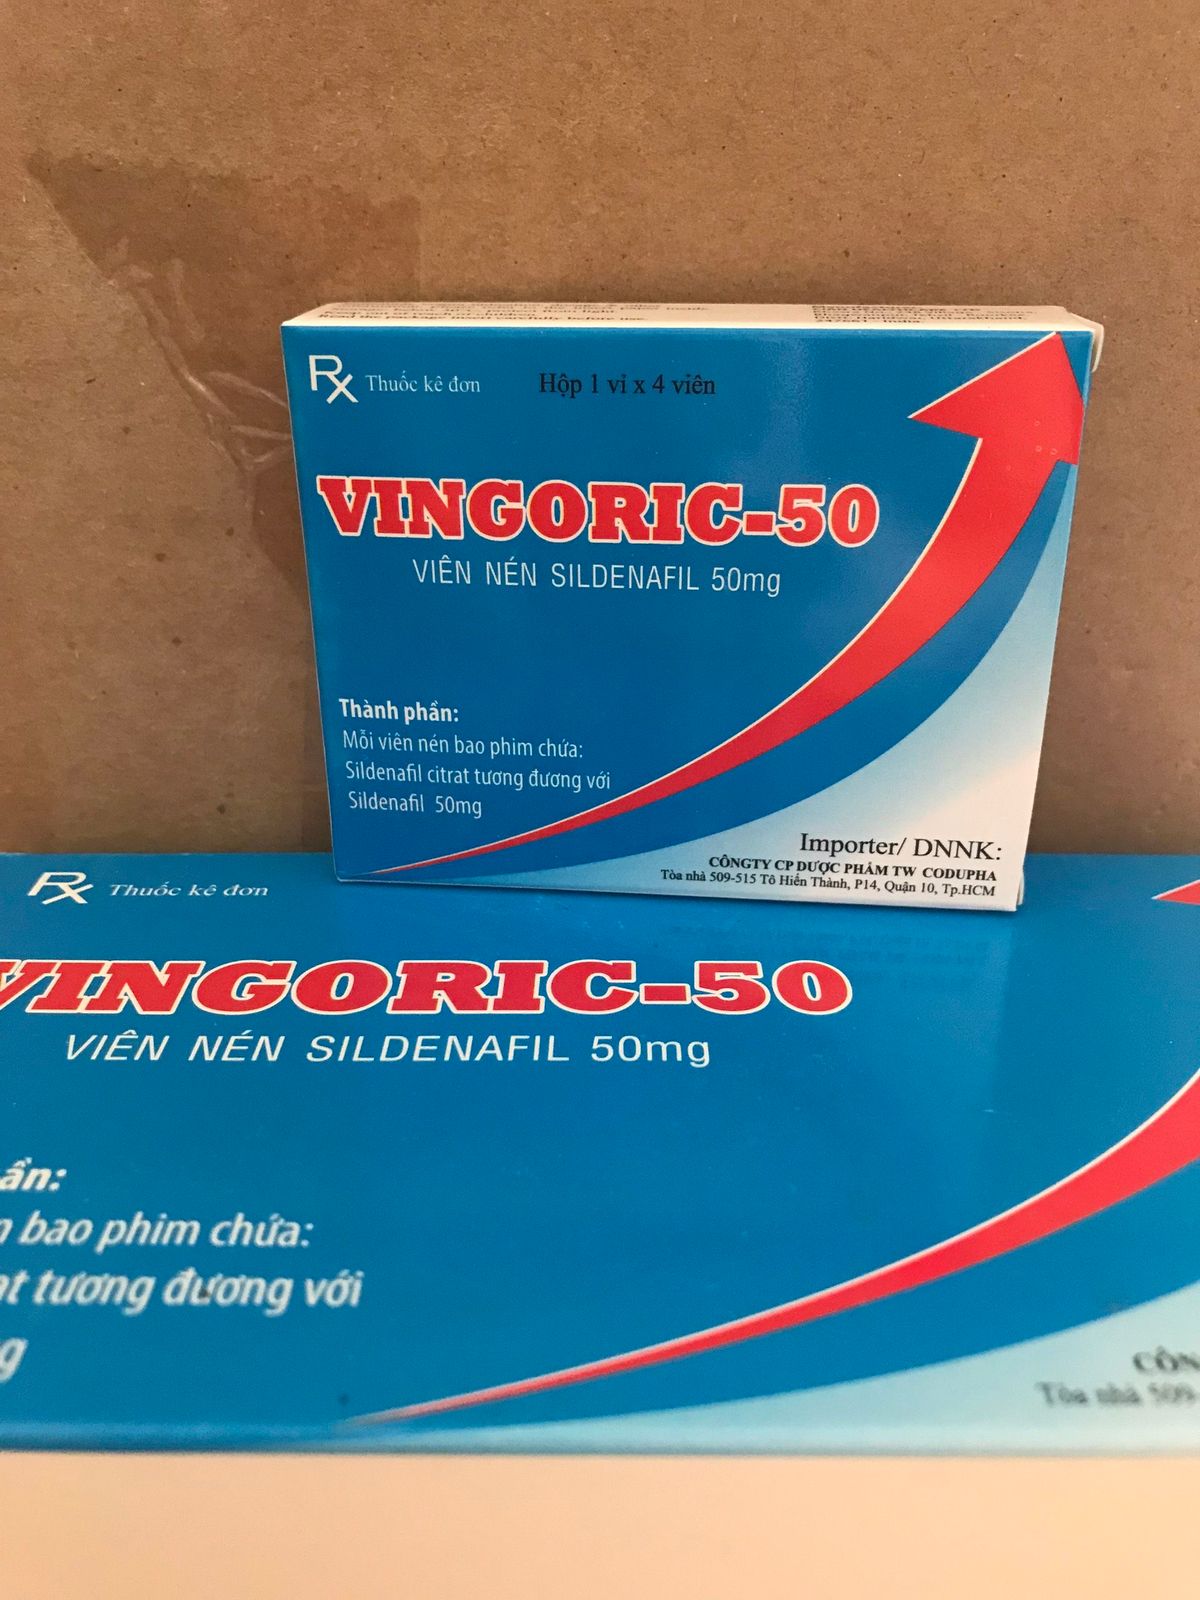 Rx Thuốc kê đơn Hộp 1 vỉ x 4 viên
VINGORIC-50
VIÊN NÉN SILDENAFIL 50mg
Thành phần:
Mỗi viên nén bao phim chứa:
Sildenafil citrat tương đương với
Sildenafil 50mg
Importer/ DNNK:
CÔNGTY CP DƯỢC PHẨM TW CODUPHA
Tòa nhà 509-515 Tô Hiến Thành, P14, Quận 10, Tp.HCM
Rx Thuốc kê đơn
VINGORIC-50
VIÊN NÉN SILDENAFIL 50mg
ần:
n bao phim chứa:
at tương đương với
g
CÔN
Tòa nhà 509-